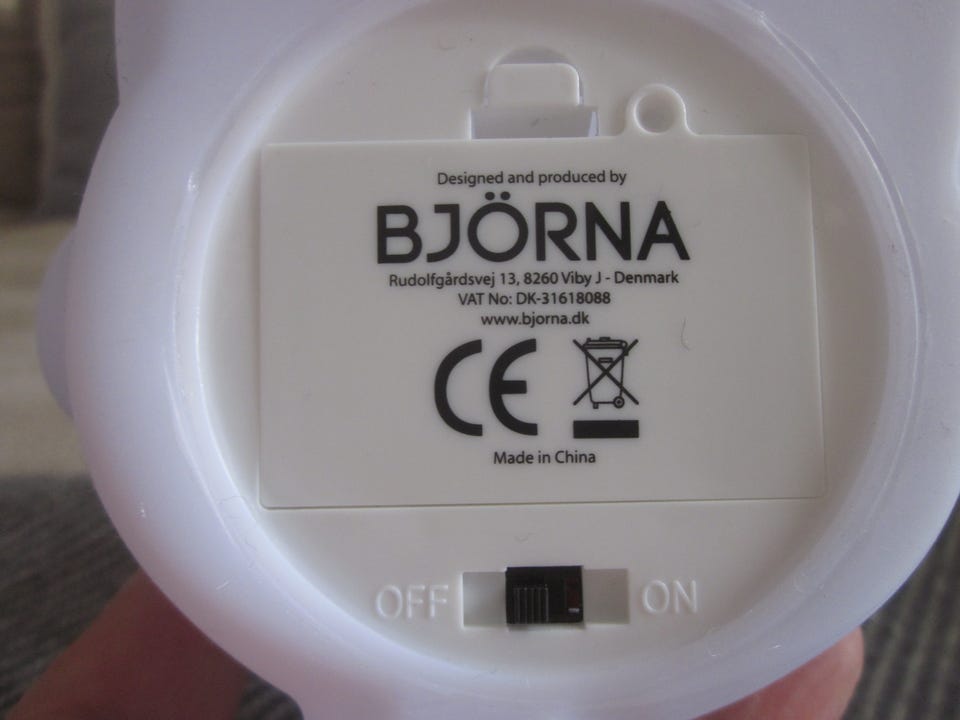 Designed and produced by
BJÖRNA
Rudolfgårdsvej 13, 8260 Viby J - Denmark
VAT No: DK-31618088
www.bjorna.dk
CE
Made in China
OFF ON